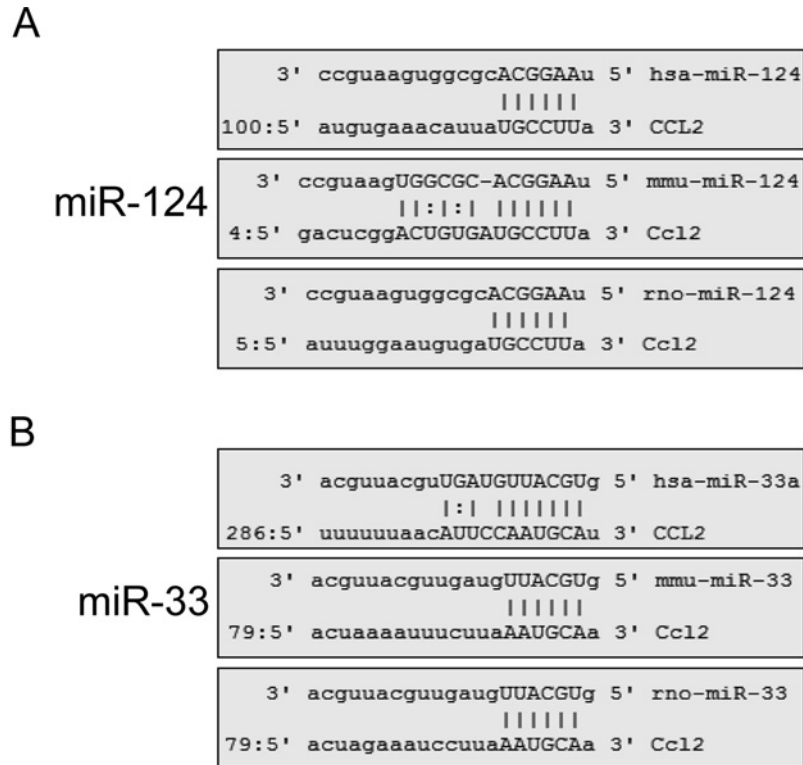 A
3' ccguaaguggcgcACGGAAu 5' hsa-miR-124
||||||
100:5' augugaaacauuaUGCCUUa 3' CCL2
miR-124
3' ccguaagUGGCGC-ACGGAAu 5' mmu-miR-124
||:|:| ||||||
4:5' gacucggACUGUGAUGCCUUa 3' Ccl2
3' ccguaaguggcgcACGGAAu 5' rno-miR-124
||||||
5:5' auuuggaaugugaUGCCUUa 3' Ccl2
B
3' acguuacguUGAUGUUACGUg 5' hsa-miR-33a
|:| |||||||
286:5' uuuuuuaacAUUCCAAUGCAu 3' CCL2
miR-33
3' acguuacguugaugUUACGUg 5' mmu-miR-33
||||||
79:5' acuaaaauuucuuaAAUGCAa 3' Ccl2
3' acguuacguugaugUUACGUg 5' rno-miR-33
||||||
79:5' acuagaaauccuuaAAUGCAa 3' Ccl2